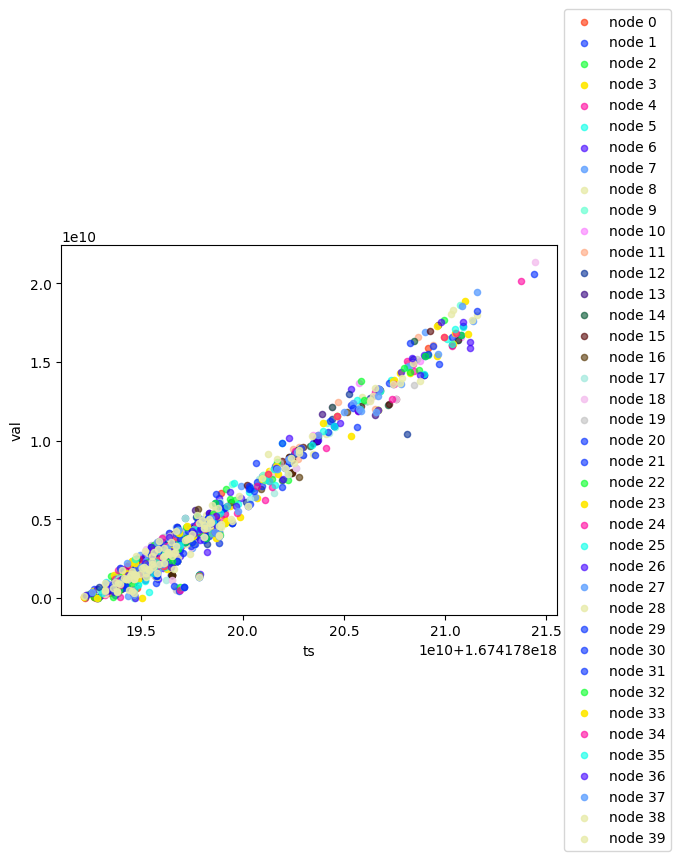 1e10
2.0
1.5
1.0
0.5
0.0
val
19.5
20.0
20.5
21.0
21.5
ts
1e10+1.674178e18
node 0
node 1
node 2
node 3
node 4
node 5
node 6
node 7
node 8
node 9
node 10
node 11
node 12
node 13
node 14
node 15
node 16
node 17
node 18
node 19
node 20
node 21
node 22
node 23
node 24
node 25
node 26
node 27
node 28
node 29
node 30
node 31
node 32
node 33
node 34
node 35
node 36
node 37
node 38
node 39